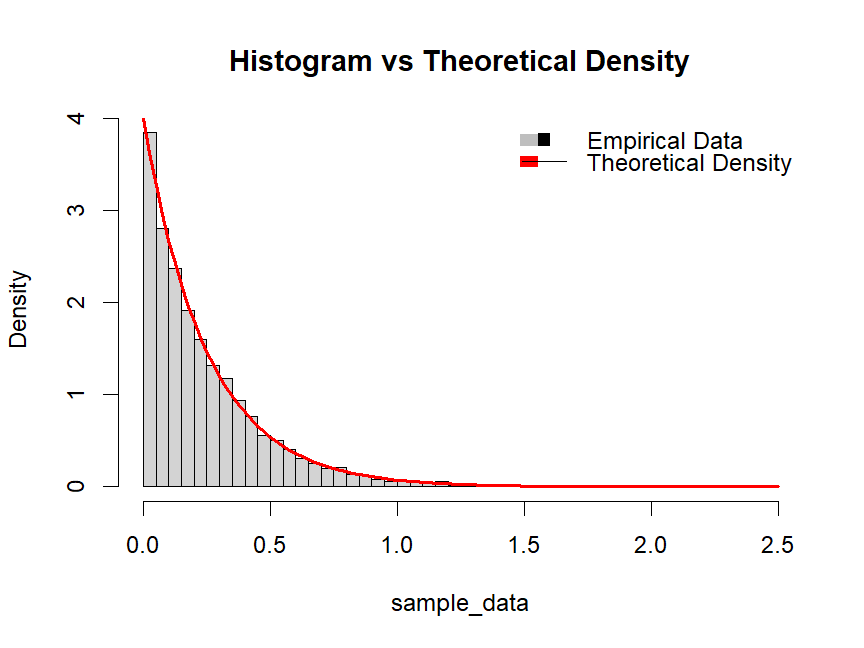 Histogram vs Theoretical Density
Empirical Data
Theoretical Density
4
3
2
1
0
Density
0.0 0.5 1.0 1.5 2.0 2.5
sample_data